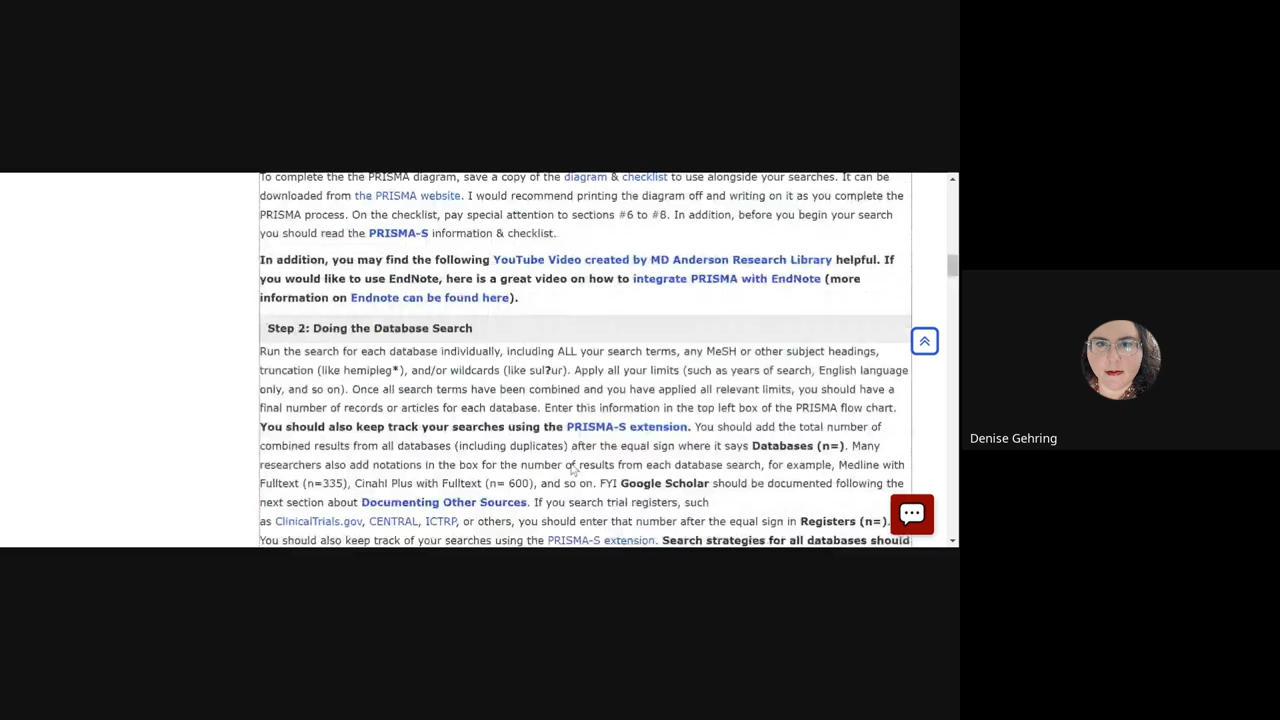 To complete the the PRISMA diagram, save a copy of the diagram & checklist to use alongside your searches. It can be
downloaded from the PRISMA website. I would recommend printing the diagram off and writing on it as you complete the
PRISMA process. On the checklist, pay special attention to sections #6 to #8. In addition, before you begin your search
you should read the PRISMA-S information & checklist.
In addition, you may find the following YouTube Video created by MD Anderson Research Library helpful. If
you would like to use EndNote, here is a great video on how to integrate PRISMA with EndNote (more
information on Endnote can be found here).
Step 2: Doing the Database Search
Run the search for each database individually, including ALL your search terms, any MeSH or other subject headings,
truncation (like hemipleg*), and/or wildcards (like sul?ur). Apply all your limits (such as years of search, English language
only, and so on). Once all search terms have been combined and you have applied all relevant limits, you should have a
final number of records or articles for each database. Enter this information in the top left box of the PRISMA flow chart.
You should also keep track of your searches using the PRISMA-S extension. You should add the total number of
combined results from all databases (including duplicates) after the equal sign where it says Databases (n=). Many
researchers also add notations in the box for the number of results from each database search, for example, Medline with
Fulltext (n=335), Cinahl Plus with Fulltext (n= 600), and so on. FYI Google Scholar should be documented following the
next section about Documenting Other Sources. If you search trial registers, such
as ClinicalTrials.gov, CENTRAL, ICTRP, or others, you should enter that number after the equal sign in Registers (n=).
You should also keep track of your searches using the PRISMA-S extension. Search strategies for all databases should
Denise Gehring